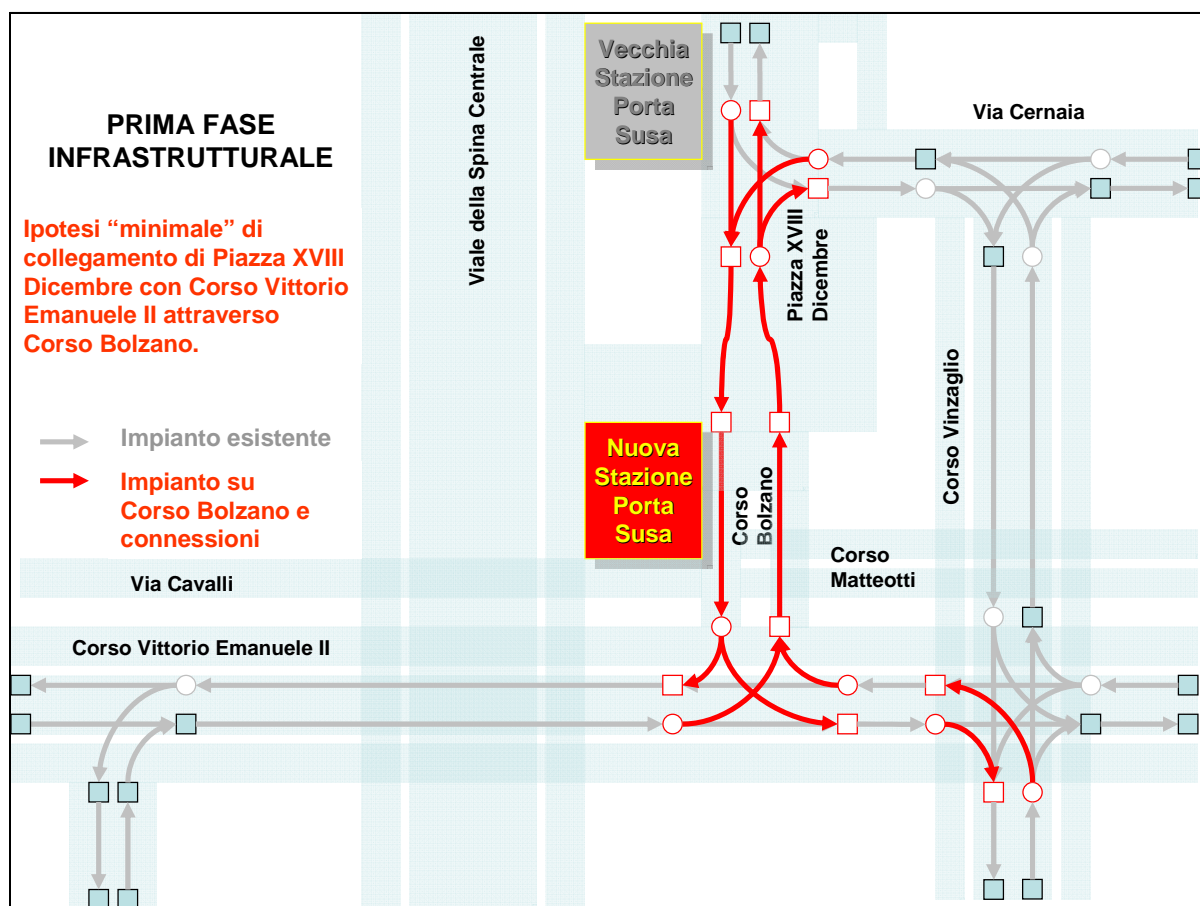 PRIMA FASE
INFRASTRUTTURALE
Ipotesi “minimale” di
collegamento di Piazza XVIII
Dicembre con Corso Vittorio
Emanuele II attraverso
Corso Bolzano.
Impianto esistente
Impianto su
Corso Bolzano e
connessioni
Viale della Spina Centrale
Vecchia
Stazione
Porta
Susa
Via Cernaia
Piazza XVIII
Dicembre
Corso Vinzaglio
Nuova
Stazione
Porta
Susa
Corso
Bolzano
Corso
Matteotti
Via Cavalli
Corso Vittorio Emanuele II